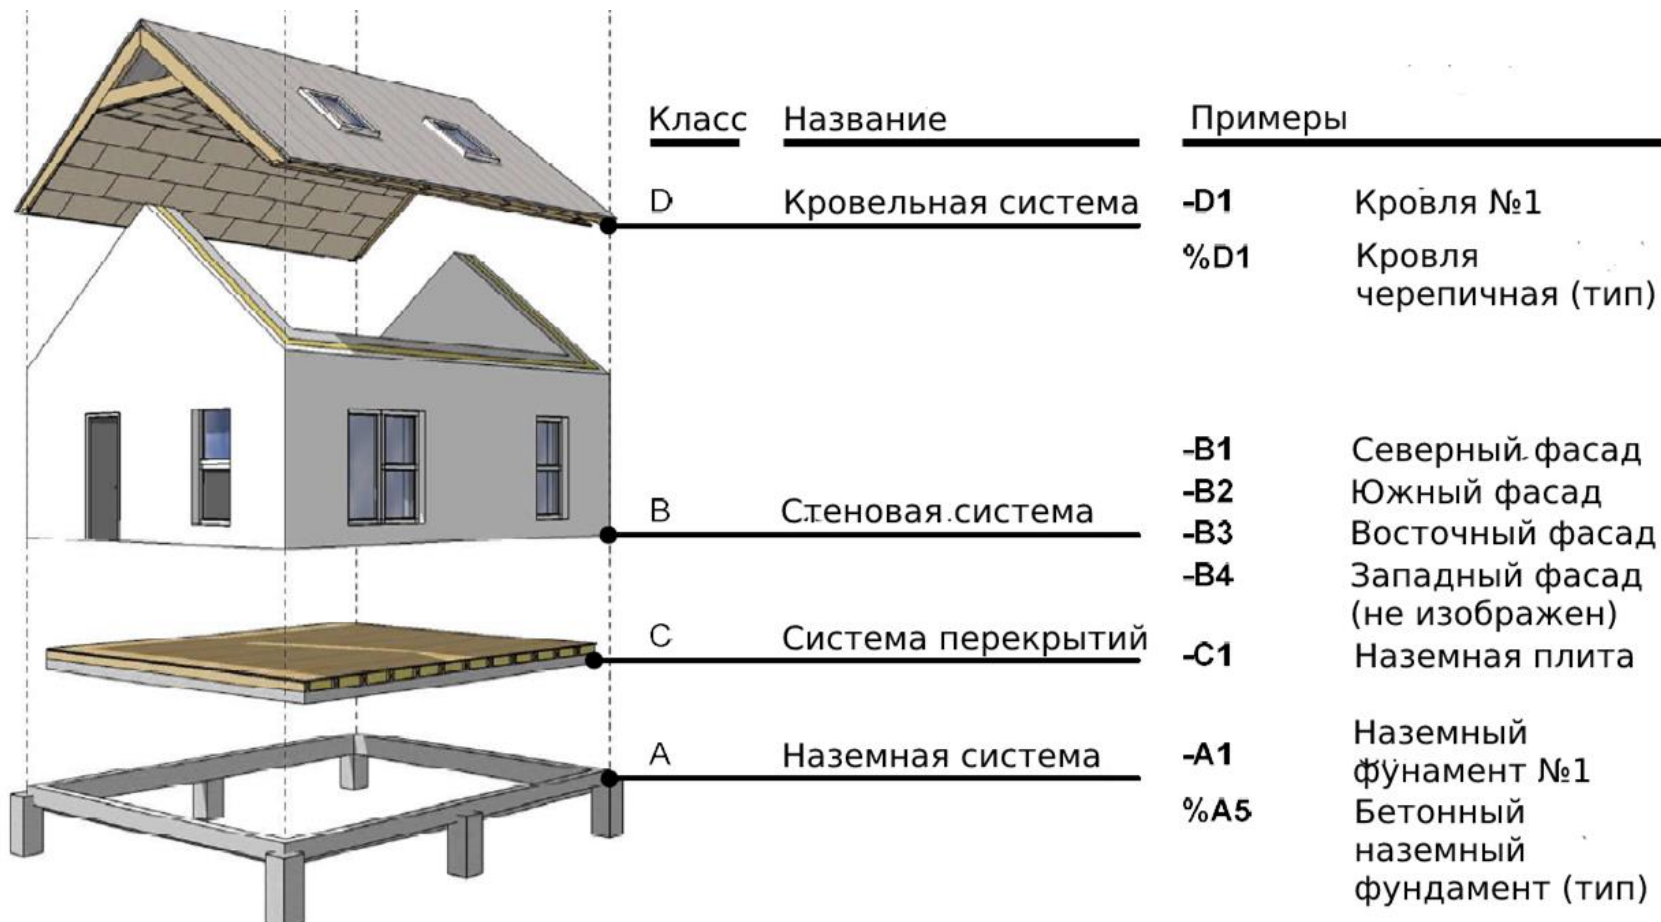 Класс Название Примеры
D Кровельная система -D1 Кровля №1
%D1 Кровля
черепичная (тип)
-B1 Северный фасад
-B2 Южный фасад
B Стеновая система
-B3 Восточный фасад
-B4 Западный фасад
(не изображен)
C Система перекрытий
-C1 Наземная плита
Наземный
A Наземная система -A1
фунамент №1
%A5 Бетонный
наземный
фундамент (тип)